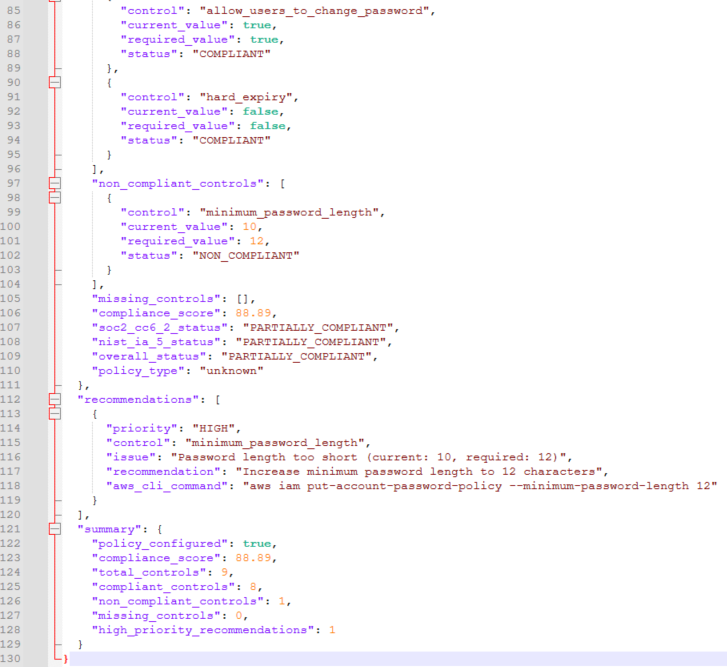 85 "control": "allow_users_to_change_password",
86 "current_value": true,
87 "required_value": true,
88 "status": "COMPLIANT"
89 },
90 {
91 "control": "hard_expiry",
92 "current_value": false,
93 "required_value": false,
94 "status": "COMPLIANT"
95 }
96 ],
97 "non_compliant_controls": [
98 {
99 "control": "minimum_password_length",
100 "current_value": 10,
101 "required_value": 12,
102 "status": "NON_COMPLIANT"
103 }
104 ],
105 "missing_controls": [],
106 "compliance_score": 88.89,
107 "soc2_cc6_2_status": "PARTIALLY_COMPLIANT",
108 "nist_ia_5_status": "PARTIALLY_COMPLIANT",
109 "overall_status": "PARTIALLY_COMPLIANT",
110 "policy_type": "unknown"
111 },
112 "recommendations": [
113 {
114 "priority": "HIGH",
115 "control": "minimum_password_length",
116 "issue": "Password length too short (current: 10, required: 12)",
117 "recommendation": "Increase minimum password length to 12 characters",
118 "aws_cli_command": "aws iam put-account-password-policy --minimum-password-length 12"
119 }
120 ],
121 "summary": {
122 "policy_configured": true,
123 "compliance_score": 88.89,
124 "total_controls": 9,
125 "compliant_controls": 8,
126 "non_compliant_controls": 1,
127 "missing_controls": 0,
128 "high_priority_recommendations": 1
129 }
130 }